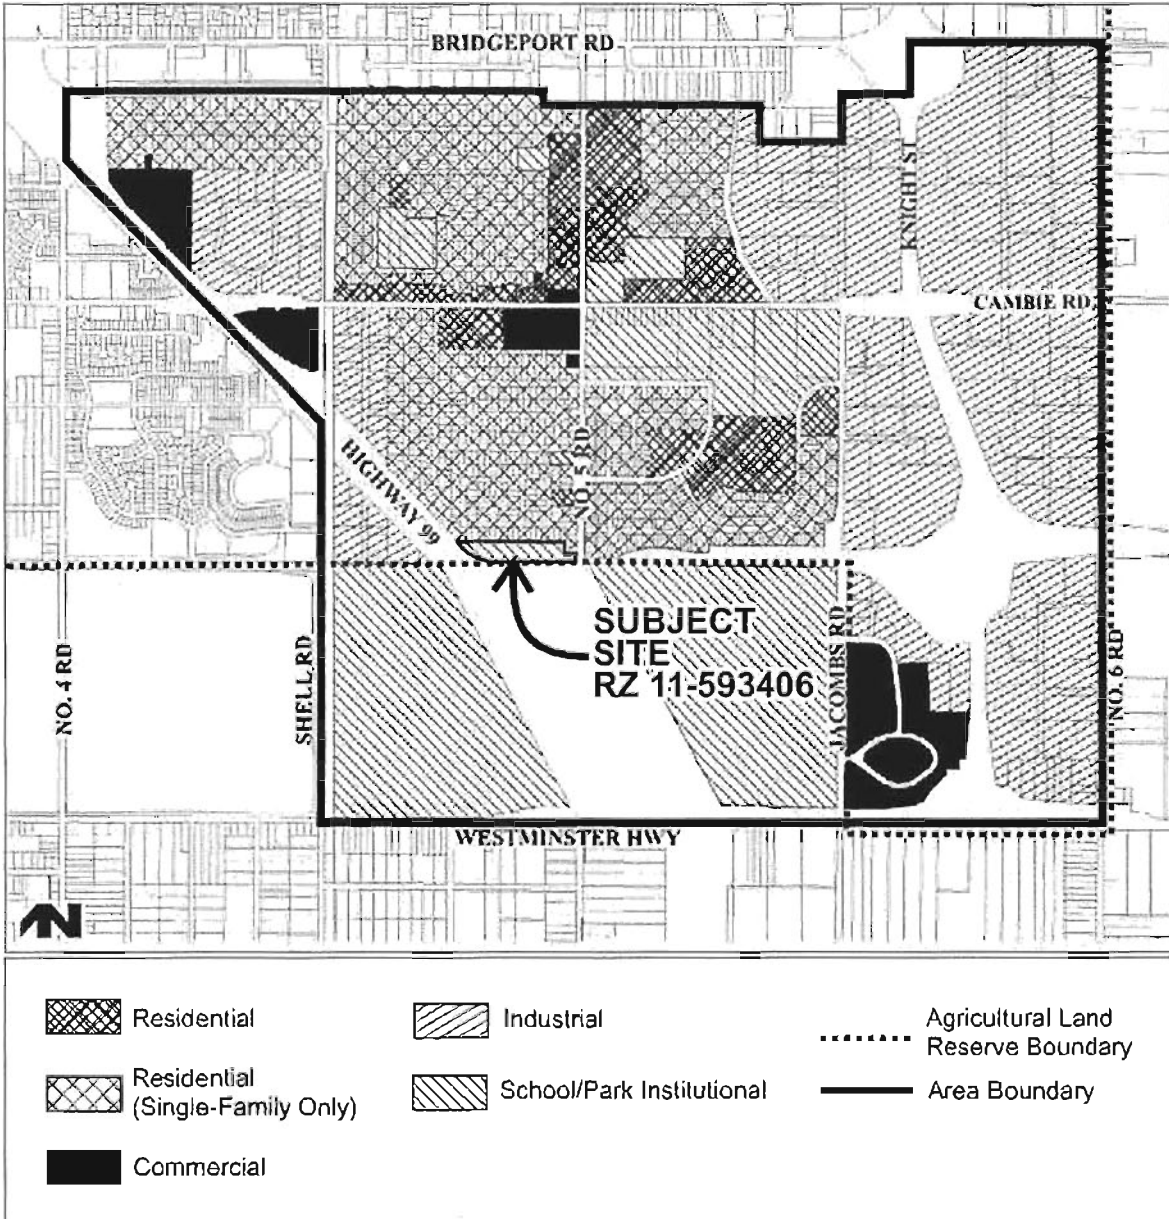 BRIDGEPORT RD
KNIGHT ST
CAMBIE RD
HIGHWAY 99
NO. 5 RD
SUBJECT
SITE
RZ 11-593406
NO. 4 RD
SHELL RD
JACOMBS RD
NO. 6 RD
WESTMINSTER HWY
N
Residential
Industrial
Agricultural Land
Reserve Boundary
Residential
(Single-Family Only)
School/Park Institutional
Area Boundary
Commercial